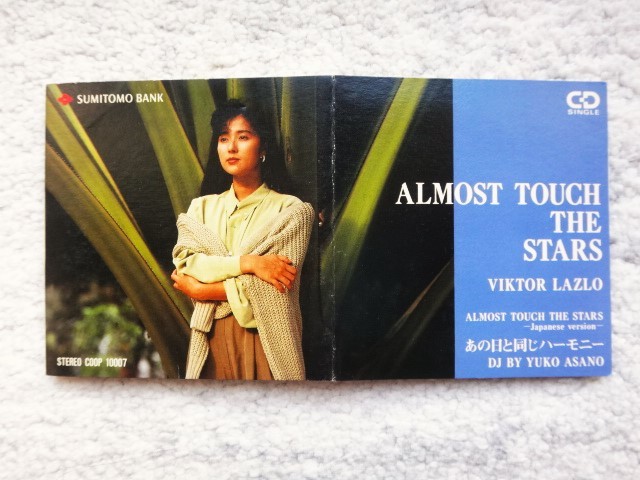 SUMITOMO BANK
STEREO CODP 10007
CD
SINGLE
ALMOST TOUCH
THE
STARS
VIKTOR LAZLO
ALMOST TOUCH THE STARS
—Japanese version—
あの日と同じハーモニー
DJ BY YUKO ASANO